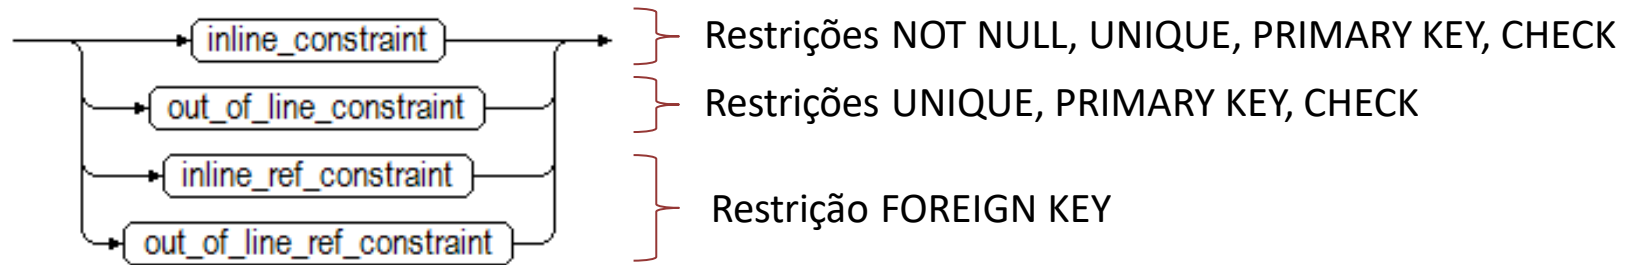 inline_constraint Restrições NOT NULL, UNIQUE, PRIMARY KEY, CHECK
out_of_line_constraint Restrições UNIQUE, PRIMARY KEY, CHECK
inline_ref_constraint
Restrição FOREIGN KEY
out_of_line_ref_constraint